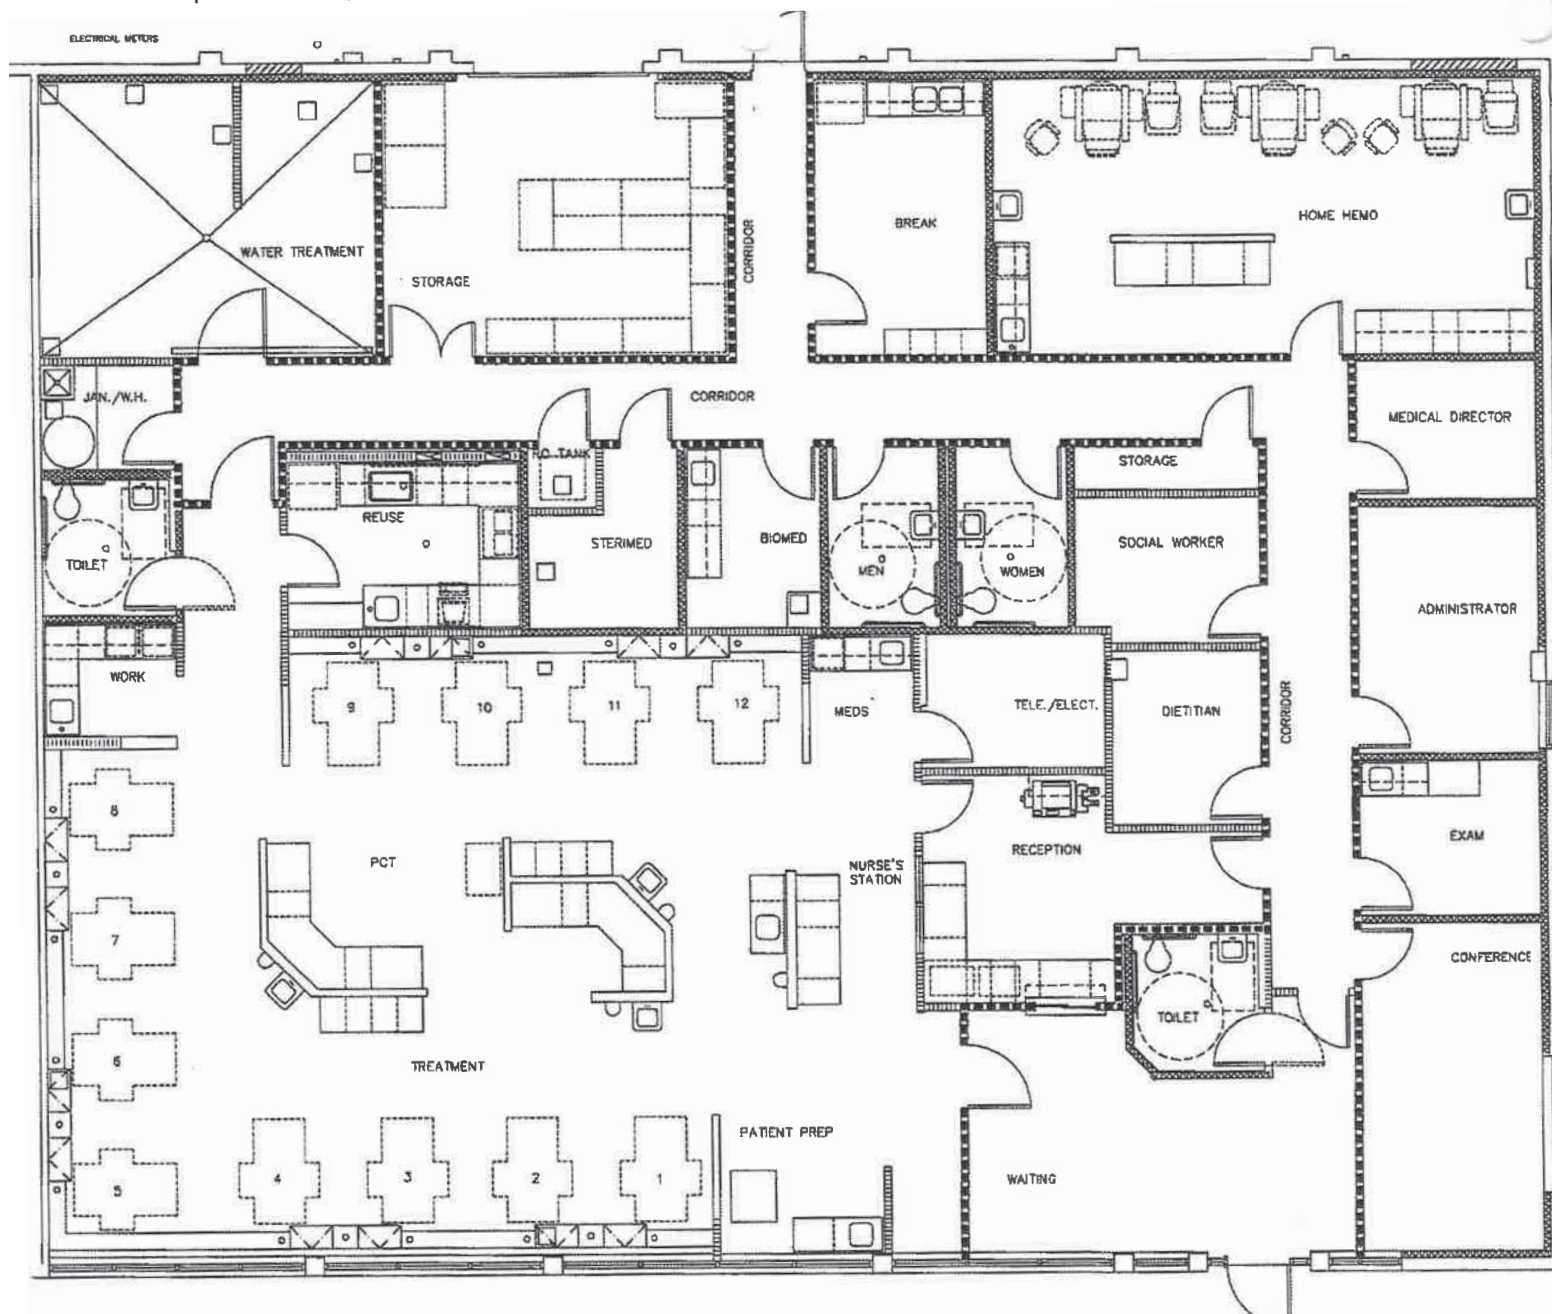 ELECTRICAL METERS
WATER TREATMENT
STORAGE
CORRIDOR
BREAK
HOME HEMO
JAN./W.H.
CORRIDOR
MEDICAL DIRECTOR
R.O. TANK
STORAGE
REUSE
STERIMED
BIOMED
MEN
WOMEN
SOCIAL WORKER
TOILET
ADMINISTRATOR
WORK
9
10
11
12
MEDS
TELE./ELECT.
DIETITIAN
CORRIDOR
8
PCT
NURSE'S
STATION
RECEPTION
EXAM
7
CONFERENCE
6
TREATMENT
TOILET
PATIENT PREP
5
4
3
2
1
WAITING